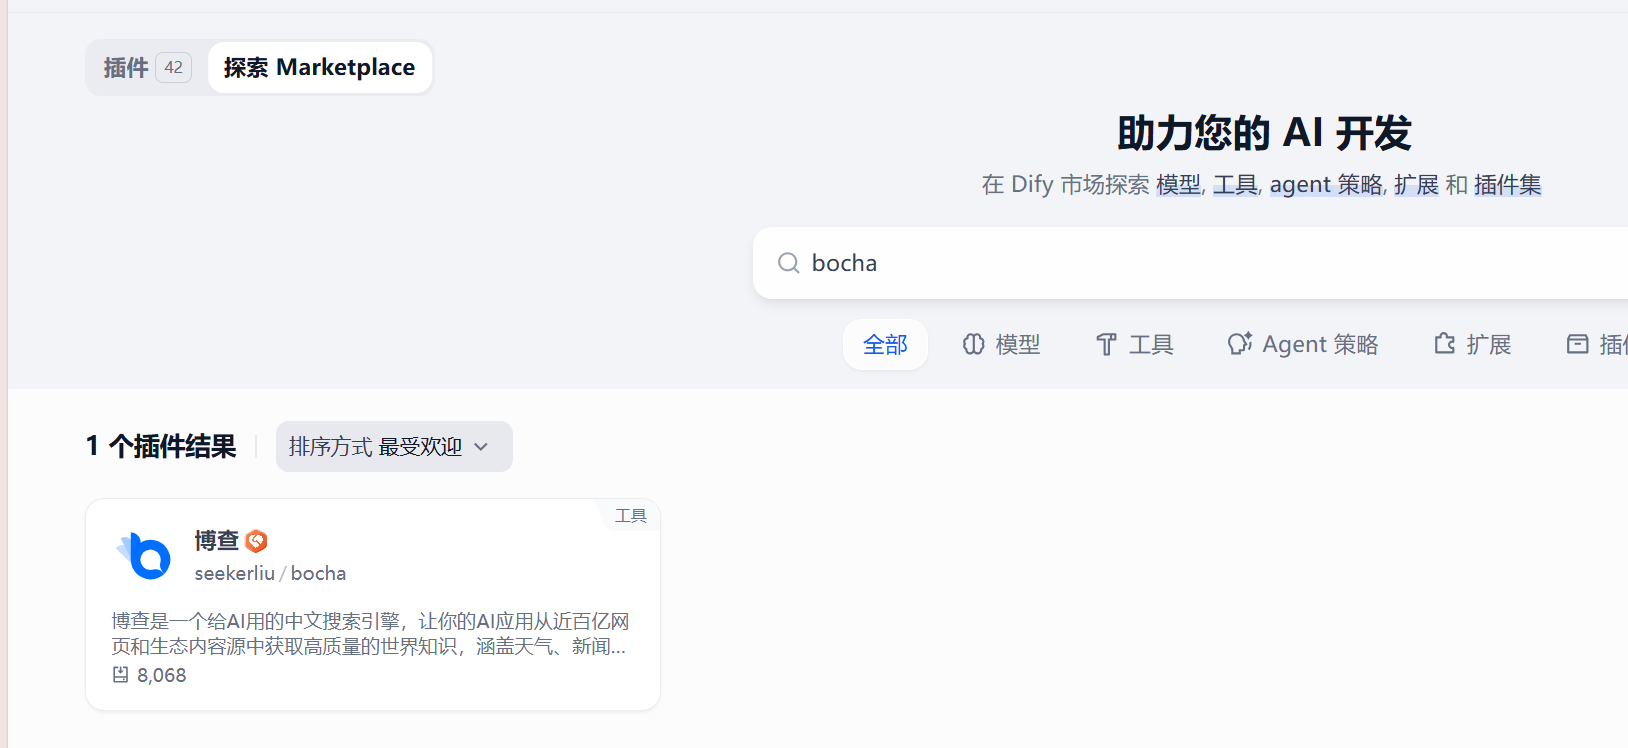 插件 42 探索 Marketplace
助力您的 AI 开发
在 Dify 市场探索 模型, 工具, agent 策略, 扩展 和 插件集
bocha
全部 模型 工具 Agent 策略 扩展
1 个插件结果 排序方式 最受欢迎
工具
博查
seekerliu / bocha
博查是一个给AI用的中文搜索引擎，让你的AI应用从近百亿网
页和生态内容源中获取高质量的世界知识，涵盖天气、新闻...
8,068